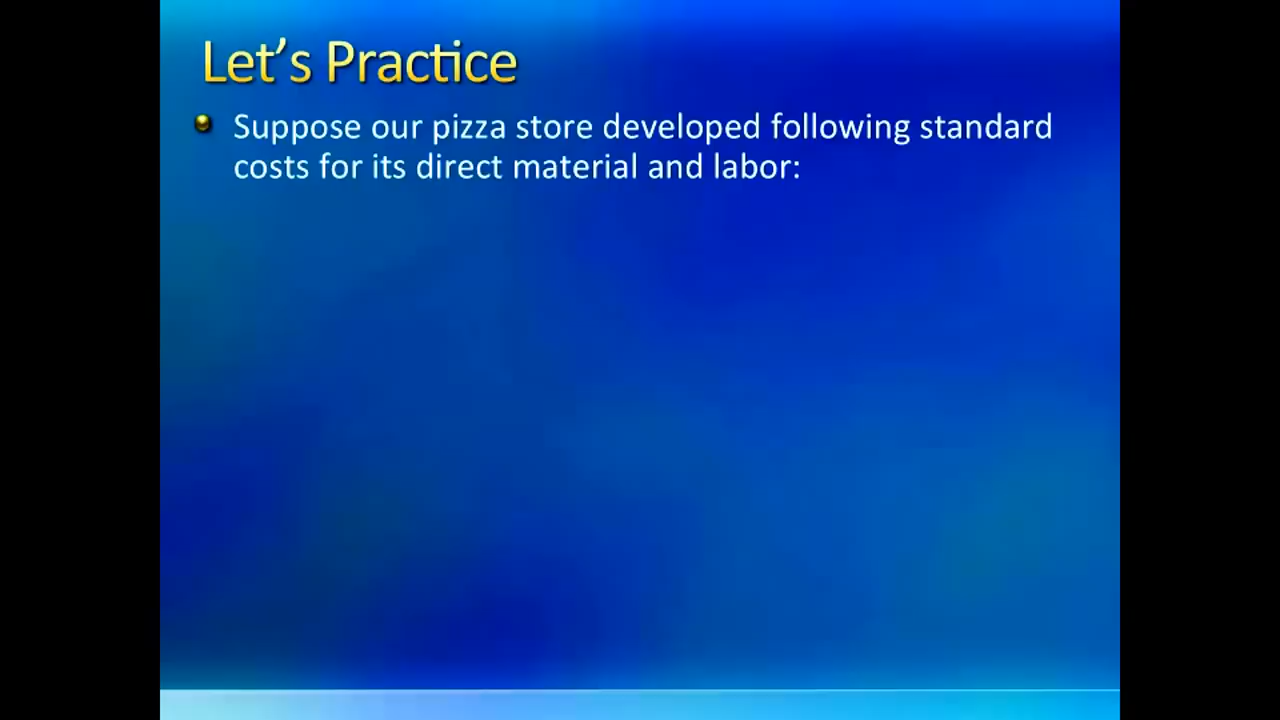 Let’s Practice
Suppose our pizza store developed following standard
costs for its direct material and labor: